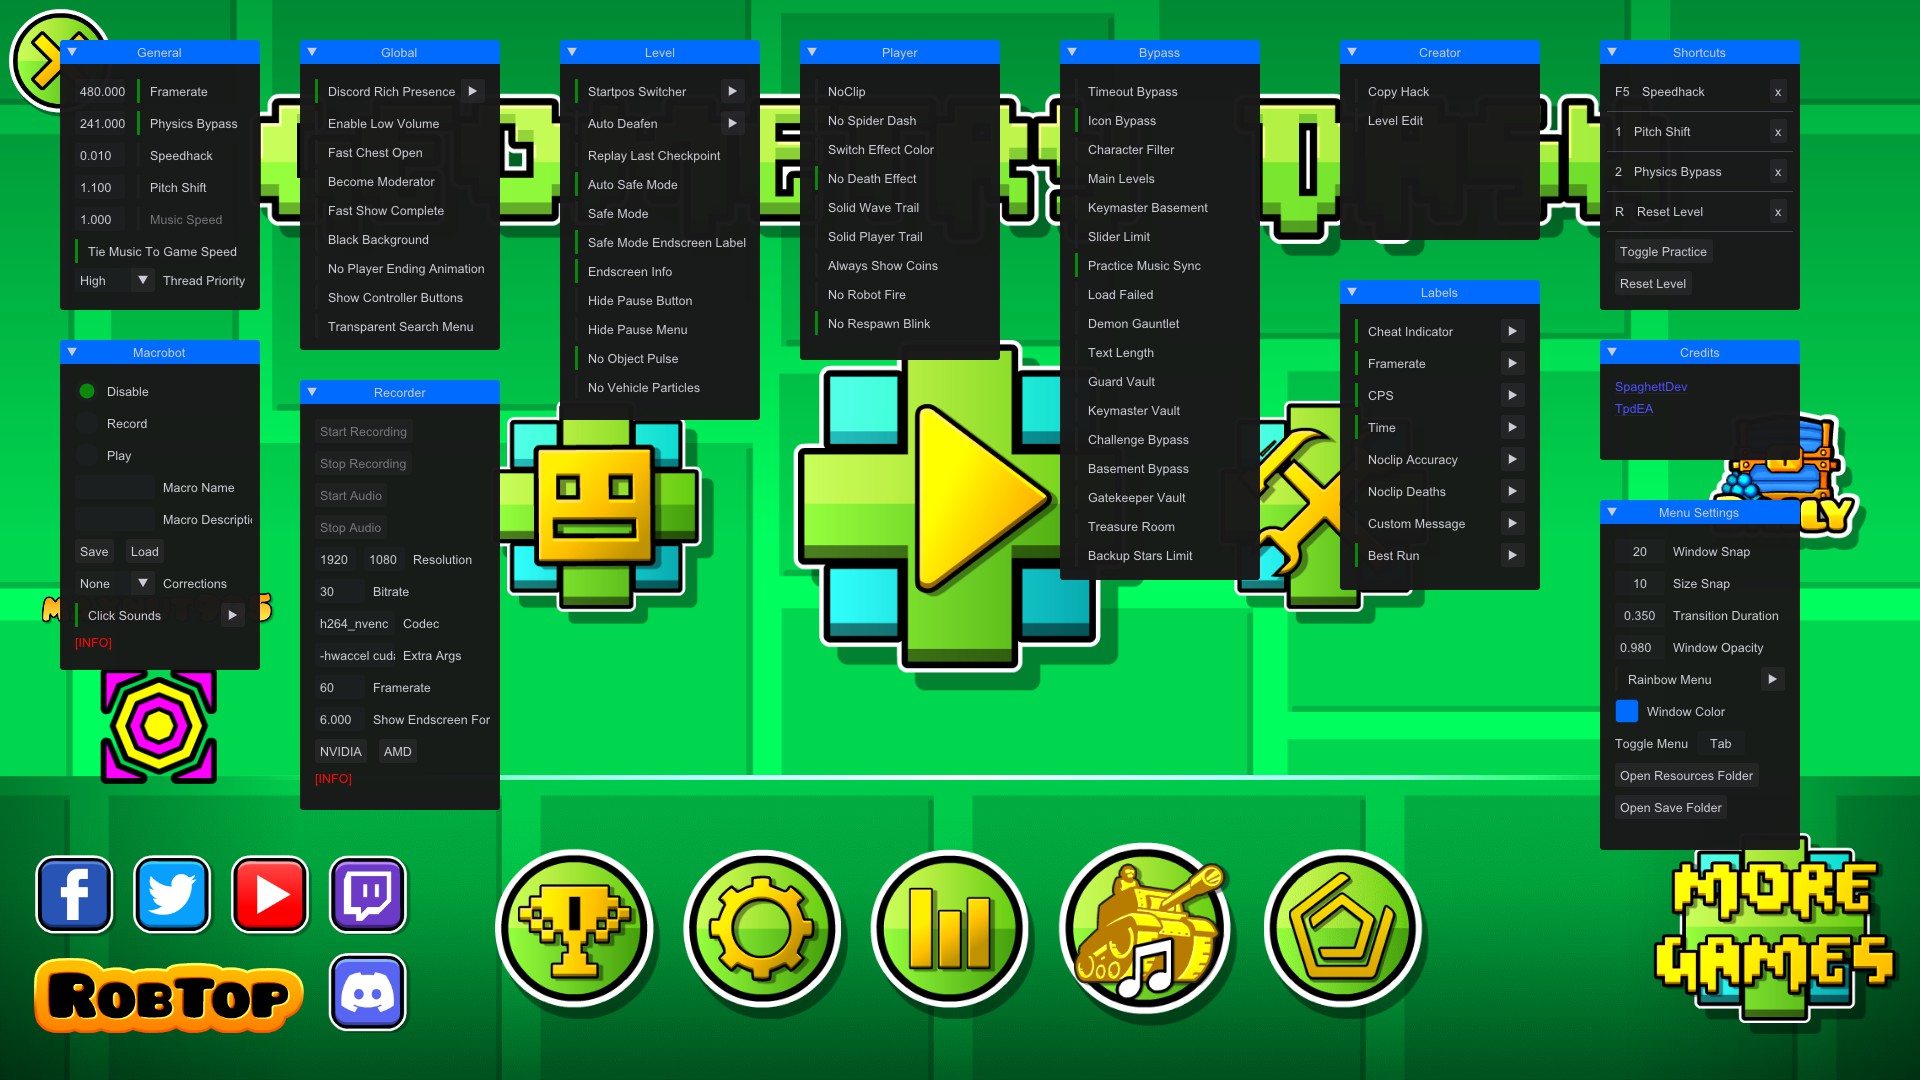 General
480.000 Framerate
241.000 Physics Bypass
0.010 Speedhack
1.100 Pitch Shift
1.000 Music Speed
Tie Music To Game Speed
High Thread Priority
Macrobot
Disable
Record
Play
Macro Name
Macro Descripti
Save Load
None Corrections
Click Sounds
[INFO]
Global
Discord Rich Presence
Enable Low Volume
Fast Chest Open
Become Moderator
Fast Show Complete
Black Background
No Player Ending Animation
Show Controller Buttons
Transparent Search Menu
Recorder
Start Recording
Stop Recording
Start Audio
Stop Audio
1920 1080 Resolution
30 Bitrate
h264_nvenc Codec
-hwaccel cuda Extra Args
60 Framerate
6.000 Show Endscreen For
NVIDIA AMD
[INFO]
Level
Startpos Switcher
Auto Deafen
Replay Last Checkpoint
Auto Safe Mode
Safe Mode
Safe Mode Endscreen Label
Endscreen Info
Hide Pause Button
Hide Pause Menu
No Object Pulse
No Vehicle Particles
Player
NoClip
No Spider Dash
Switch Effect Color
No Death Effect
Solid Wave Trail
Solid Player Trail
Always Show Coins
No Robot Fire
No Respawn Blink
Bypass
Timeout Bypass
Icon Bypass
Character Filter
Main Levels
Keymaster Basement
Slider Limit
Practice Music Sync
Load Failed
Demon Gauntlet
Text Length
Guard Vault
Keymaster Vault
Challenge Bypass
Basement Bypass
Gatekeeper Vault
Treasure Room
Backup Stars Limit
Creator
Copy Hack
Level Edit
Labels
Cheat Indicator
Framerate
CPS
Time
Noclip Accuracy
Noclip Deaths
Custom Message
Best Run
Shortcuts
F5 Speedhack x
1 Pitch Shift x
2 Physics Bypass x
R Reset Level x
Toggle Practice
Reset Level
Credits
SpaghettDev
TpdEA
Menu Settings
20 Window Snap
10 Size Snap
0.350 Transition Duration
0.980 Window Opacity
Rainbow Menu
Window Color
Toggle Menu Tab
Open Resources Folder
Open Save Folder
ROBTOP
MORE
GAMES